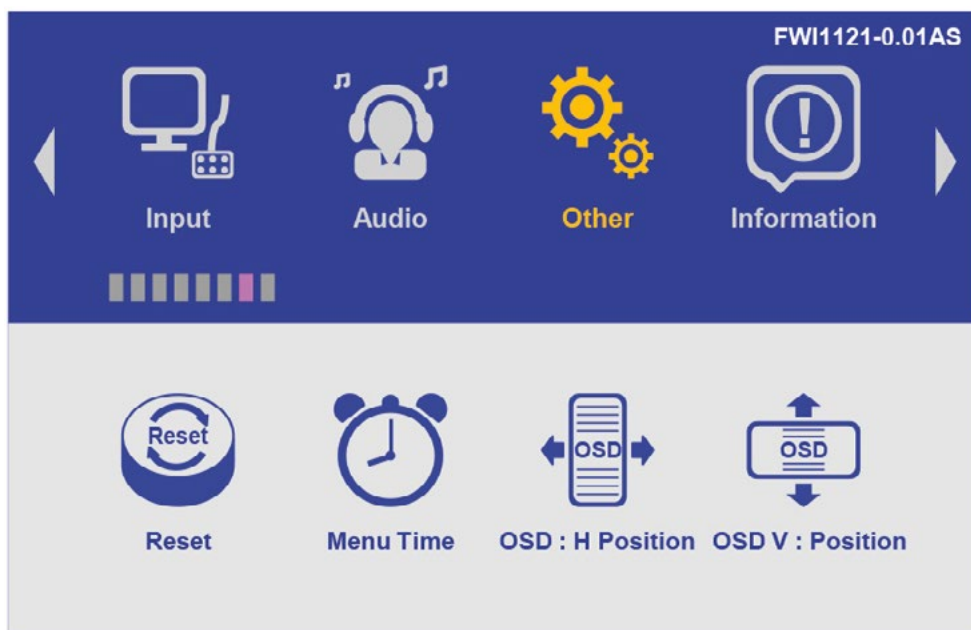 FWI1121-0.01AS
Input Audio Other Information
Reset OSD OSD
Reset Menu Time OSD : H Position OSD V : Position